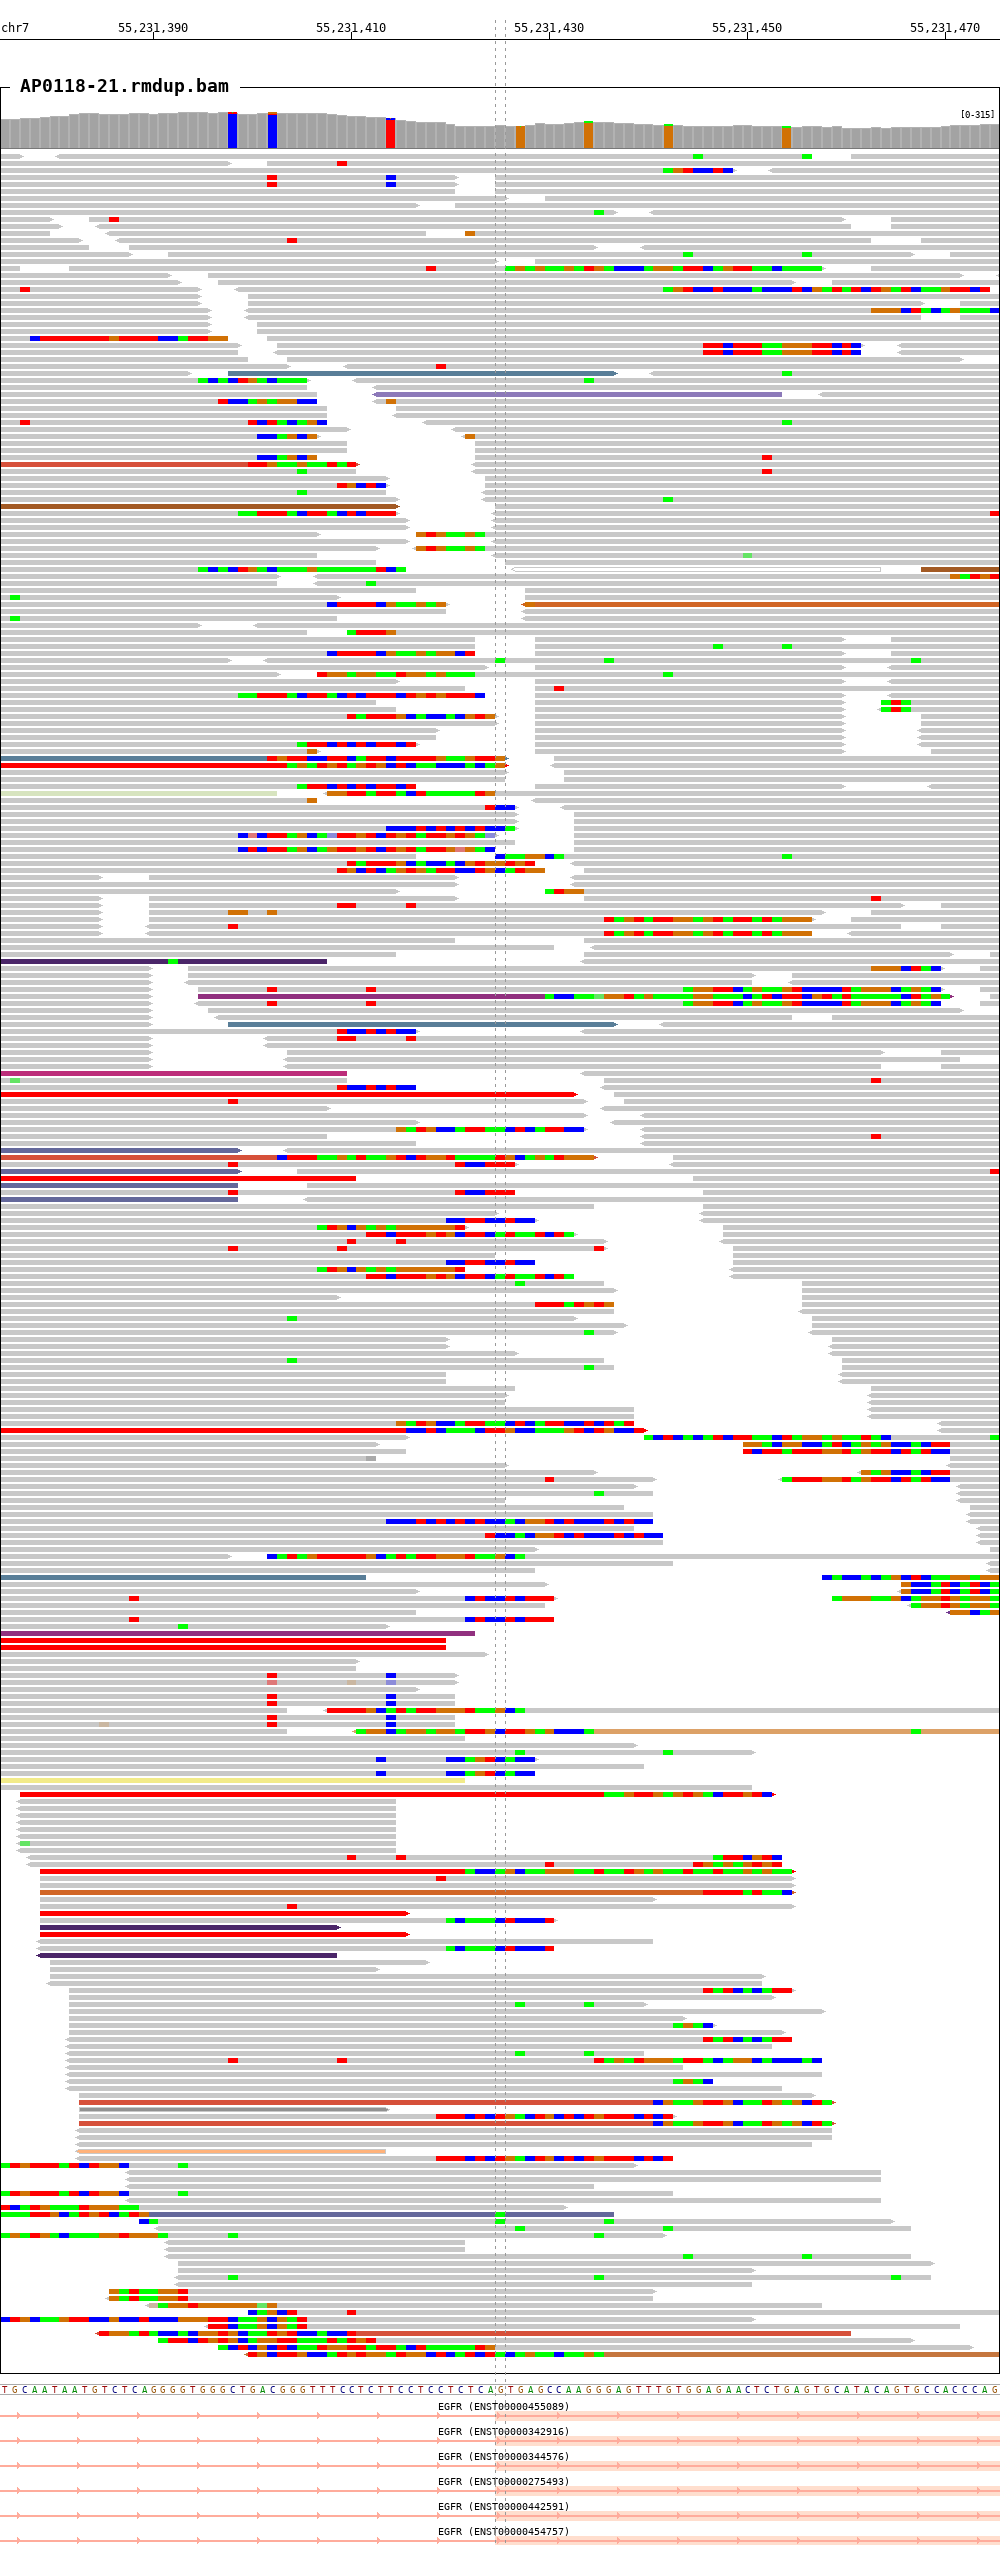 chr7 55,231,390 55,231,410 55,231,430 55,231,450 55,231,470
AP0118-21.rmdup.bam
[0-315]
TGCAATAATGTCTCAGGGGTGGGCTGACGGGTTTCCTCTTCCTCCTCTCAGTGAGCCAAGGGAGTTTGTGGAGAACTCTGAGTGCATACAGTGCCACCCAG
EGFR (ENST00000455089)
EGFR (ENST00000342916)
EGFR (ENST00000344576)
EGFR (ENST00000275493)
EGFR (ENST00000442591)
EGFR (ENST00000454757)